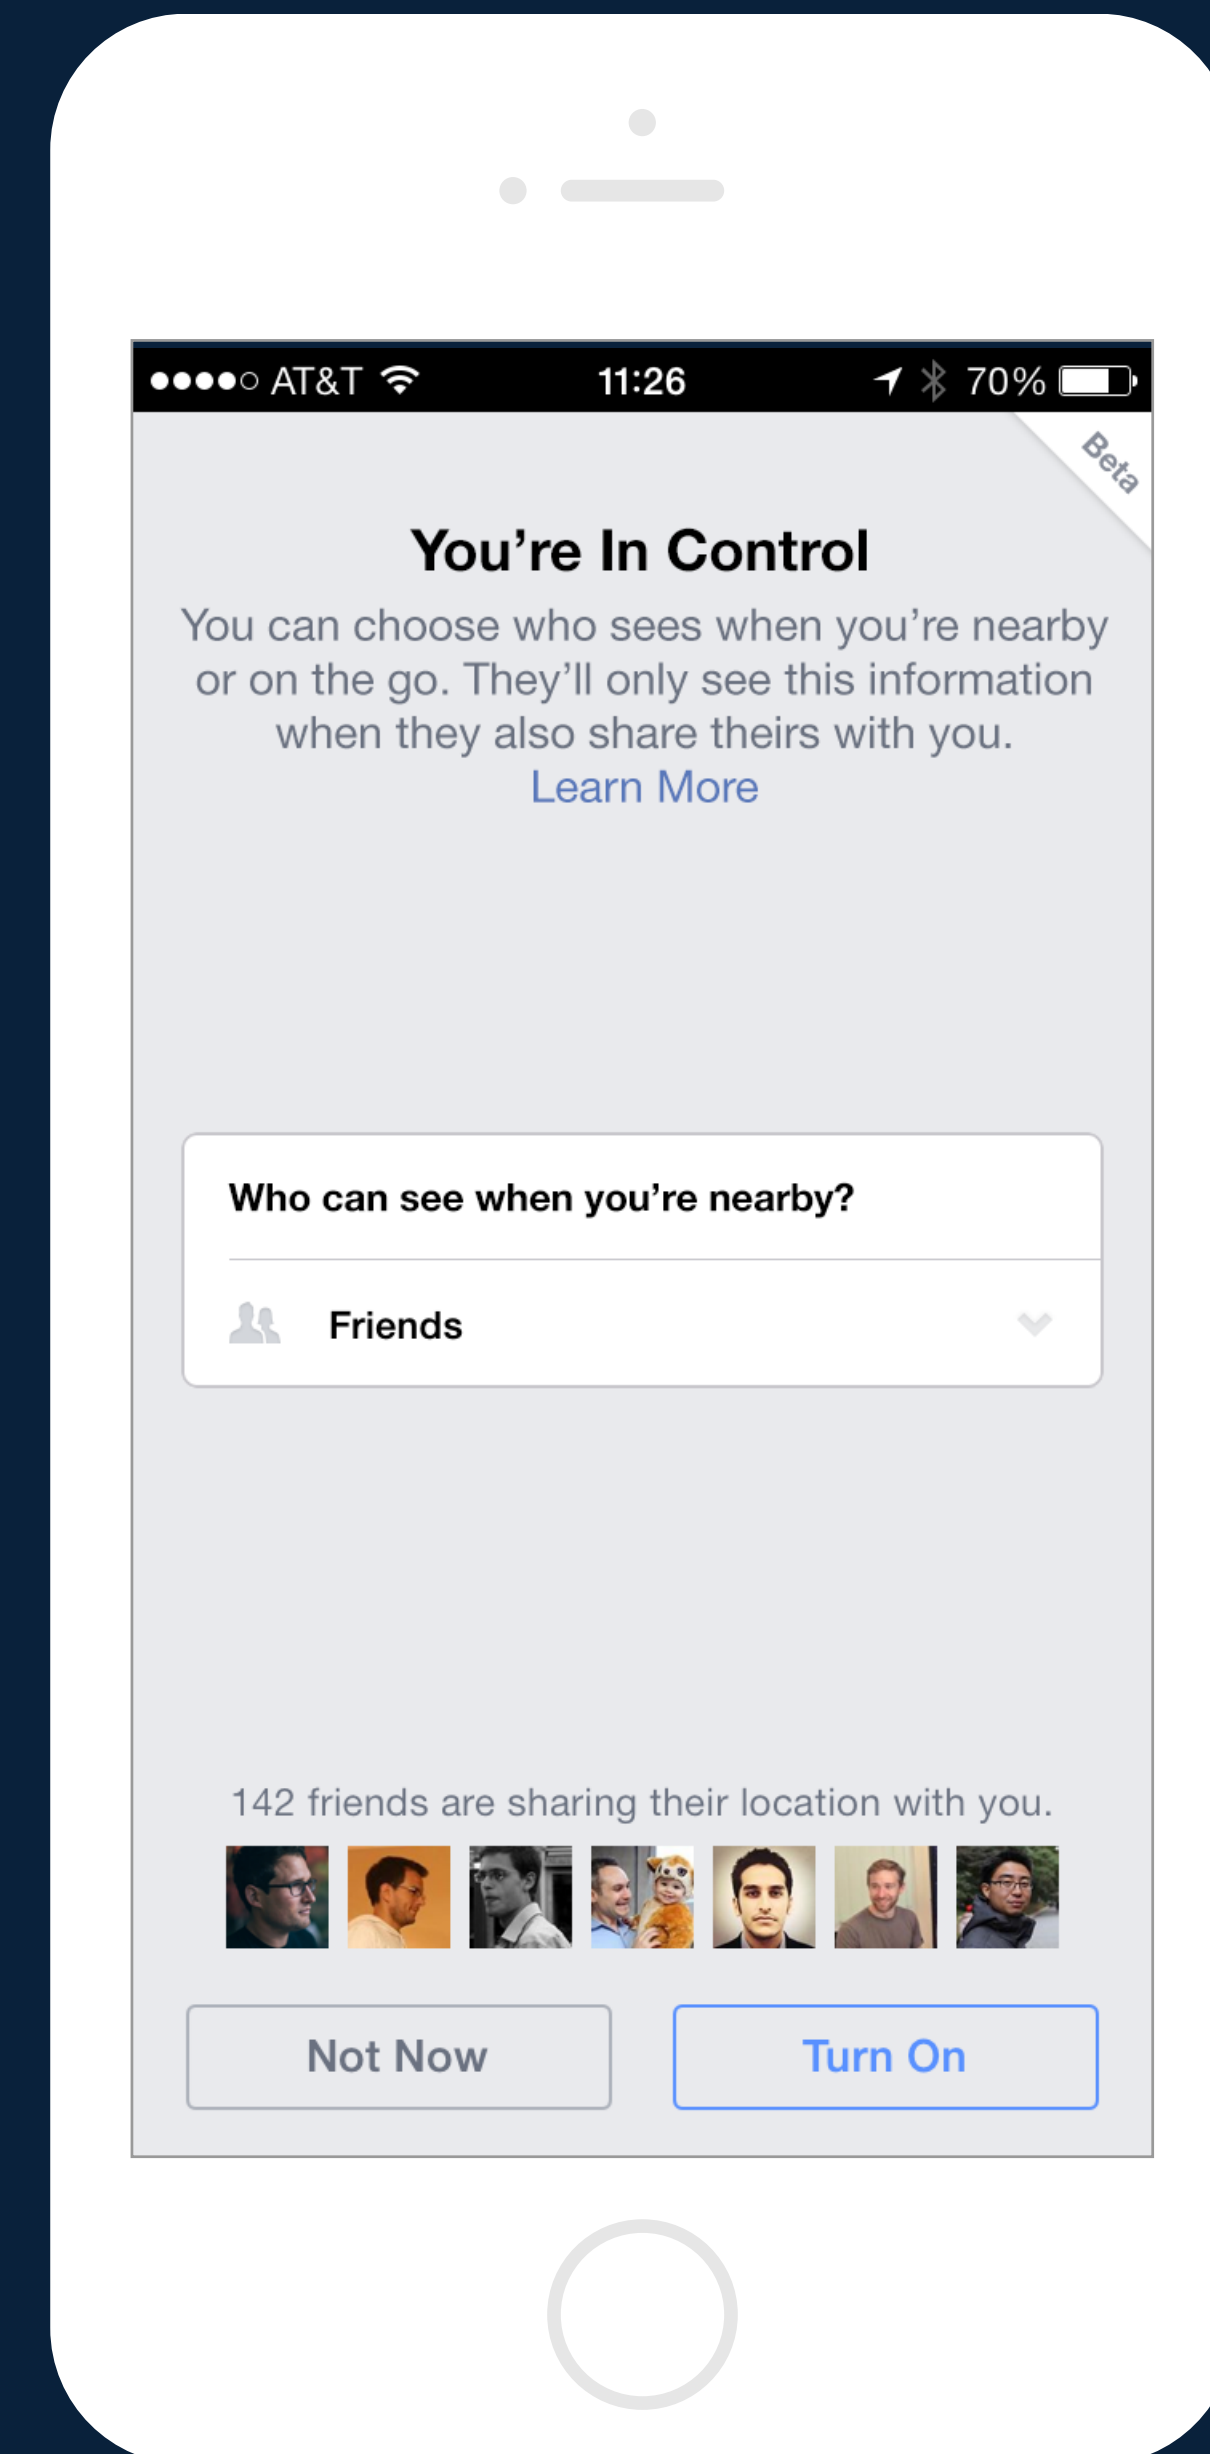 AT&T 11:26 70%
Beta
You’re In Control
You can choose who sees when you’re nearby
or on the go. They’ll only see this information
when they also share theirs with you.
Learn More
Who can see when you’re nearby?
Friends
142 friends are sharing their location with you.
Not Now
Turn On